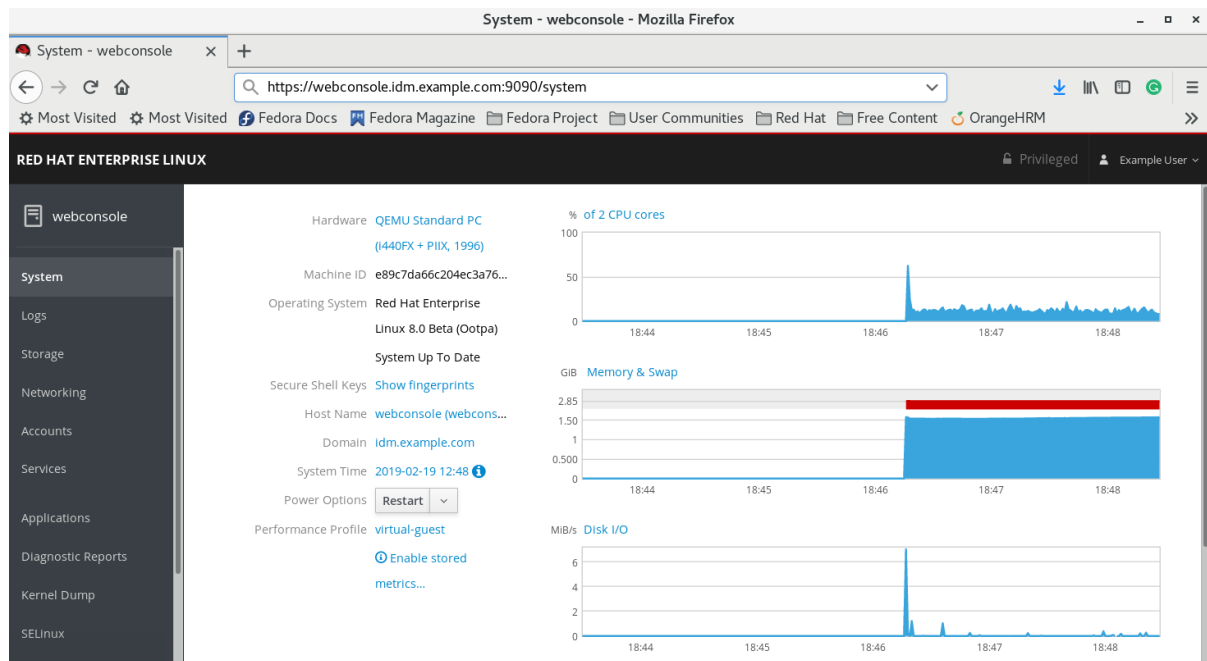 System - webconsole - Mozilla Firefox
System - webconsole
https://webconsole.idm.example.com:9090/system
Most Visited Most Visited Fedora Docs Fedora Magazine Fedora Project User Communities Red Hat Free Content OrangeHRM
RED HAT ENTERPRISE LINUX Privileged Example User
webconsole
System
Logs
Storage
Networking
Accounts
Services
Applications
Diagnostic Reports
Kernel Dump
SELinux
Hardware QEMU Standard PC
(i440FX + PIIX, 1996)
Machine ID e89c7da66c204ec3a76...
Operating System Red Hat Enterprise
Linux 8.0 Beta (Ootpa)
System Up To Date
Secure Shell Keys Show fingerprints
Host Name webconsole (webcons...
Domain idm.example.com
System Time 2019-02-19 12:48
Power Options Restart
Performance Profile virtual-guest
Enable stored
metrics...
% of 2 CPU cores
100
50
0
18:44 18:45 18:46 18:47 18:48
GiB Memory & Swap
2.85
1.50
1
0.500
0
18:44 18:45 18:46 18:47 18:48
MiB/s Disk I/O
6
4
2
0
18:44 18:45 18:46 18:47 18:48